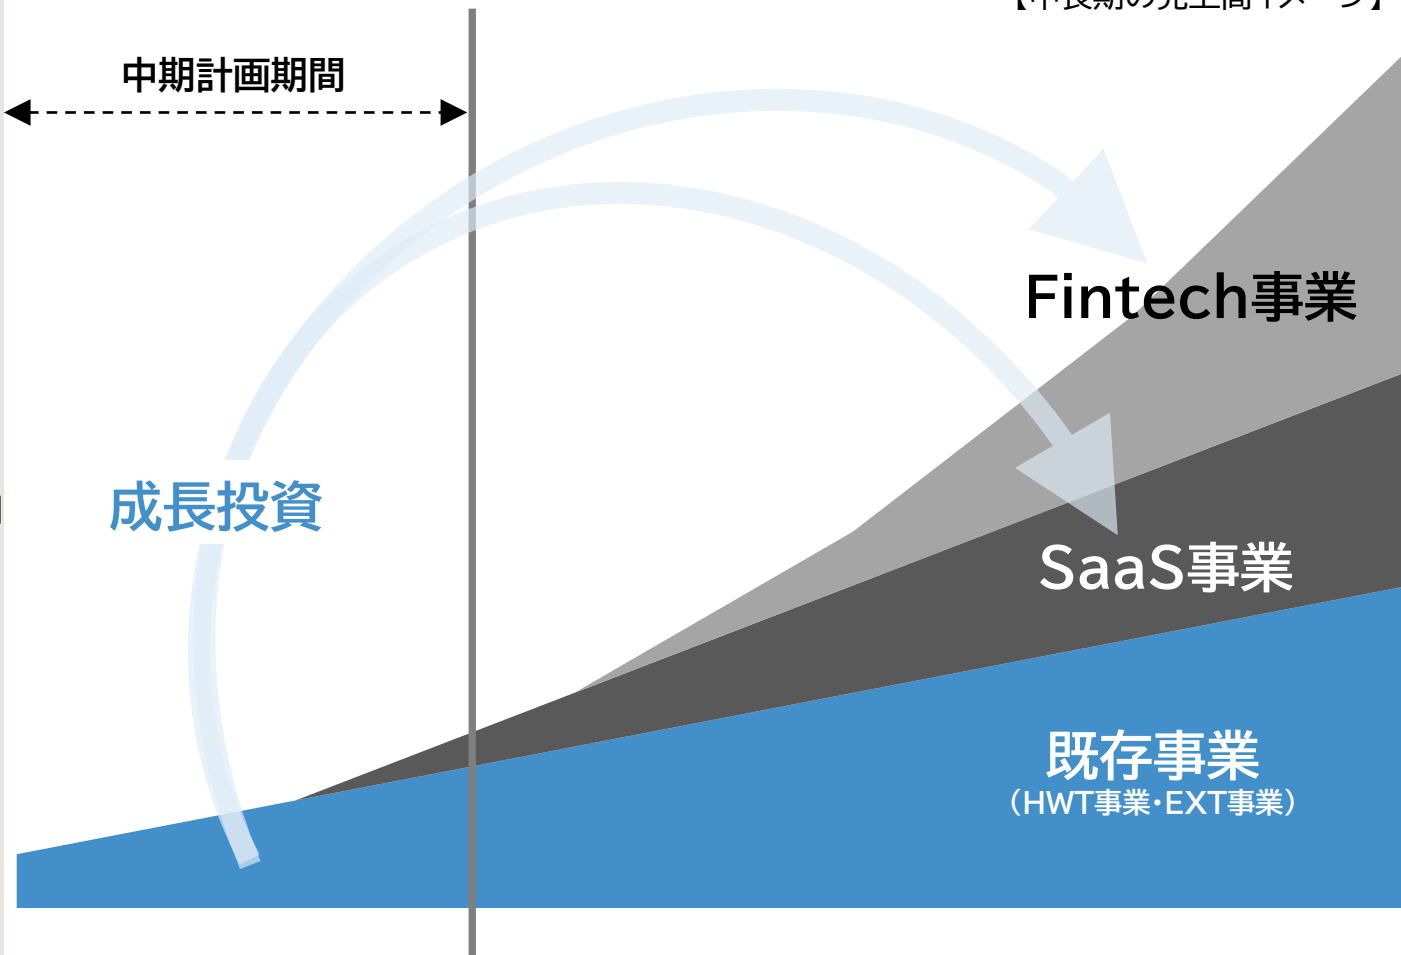 中期計画期間
Fintech事業
成長投資
SaaS事業
既存事業
（HWT事業・EXT事業）